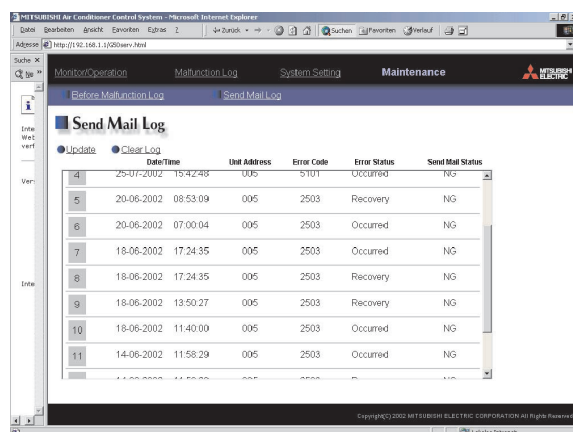 MITSUBISHI Air Conditioner Control System - Microsoft Internet Explorer
Datei Bearbeiten Ansicht Favoriten Extras ? Zurück Suchen Favoriten Verlauf
Adresse http://192.168.1.1/G50serv.html
Suche
Monitor/Operation Malfunction Log System Setting Maintenance MITSUBISHI ELECTRIC
Before Malfunction Log Send Mail Log
Send Mail Log
Update Clear Log
Date/Time Unit Address Error Code Error Status Send Mail Status
4 25-07-2002 15:42:48 005 5101 Occurred NG
5 20-06-2002 08:53:09 005 2503 Recovery NG
6 20-06-2002 07:00:04 005 2503 Occurred NG
7 18-06-2002 17:24:35 005 2503 Occurred NG
8 18-06-2002 17:24:35 005 2503 Recovery NG
9 18-06-2002 13:50:27 005 2503 Recovery NG
10 18-06-2002 11:40:00 005 2503 Occurred NG
11 14-06-2002 11:58:29 005 2503 Occurred NG
Copyright(C) 2002 MITSUBISHI ELECTRIC CORPORATION All Rights Reserved